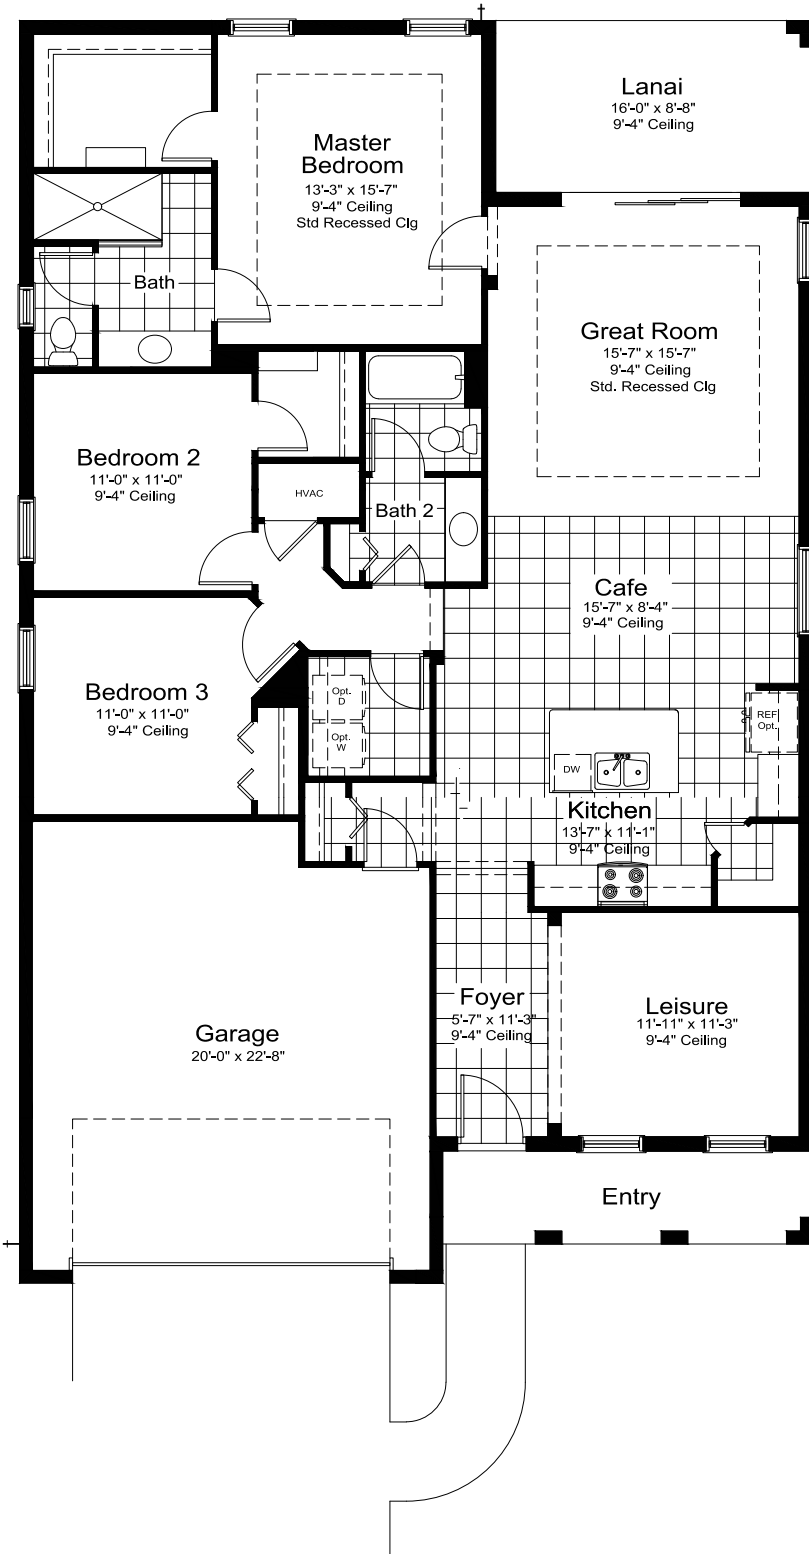 Lanai
16'-0" x 8'-8"
9'-4" Ceiling
Master
Bedroom
13'-3" x 15'-7"
9'-4" Ceiling
Std Recessed Clg
Bath
Great Room
15'-7" x 15'-7"
9'-4" Ceiling
Std. Recessed Clg
Bedroom 2
11'-0" x 11'-0"
9'-4" Ceiling
HVAC
Bath 2
Cafe
15'-7" x 8'-4"
9'-4" Ceiling
Bedroom 3
11'-0" x 11'-0"
9'-4" Ceiling
Opt.
D
Opt.
W
REF
Opt.
DW
Kitchen
13'-7" x 11'-1"
9'-4" Ceiling
Foyer
5'-7" x 11'-3"
9'-4" Ceiling
Leisure
11'-11" x 11'-3"
9'-4" Ceiling
Garage
20'-0" x 22'-8"
Entry